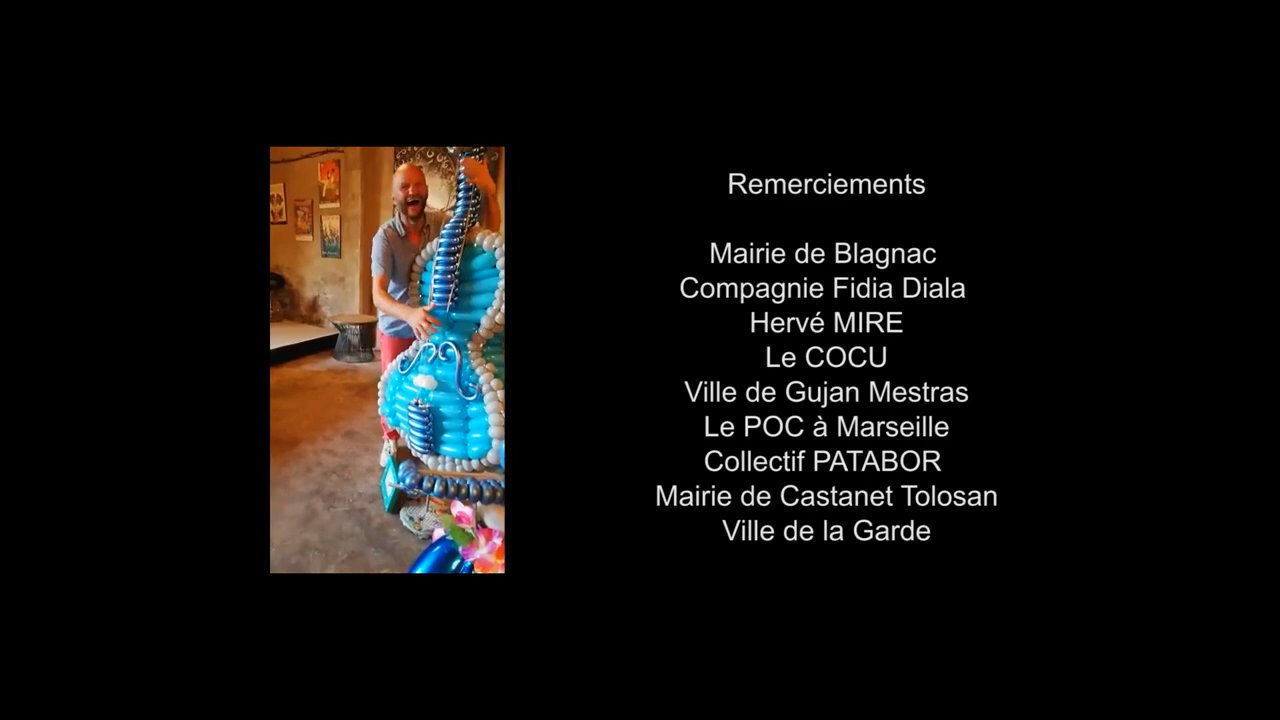 Remerciements
Mairie de Blagnac
Compagnie Fidia Diala
Hervé MIRE
Le COCU
Ville de Gujan Mestras
Le POC à Marseille
Collectif PATABOR
Mairie de Castanet Tolosan
Ville de la Garde